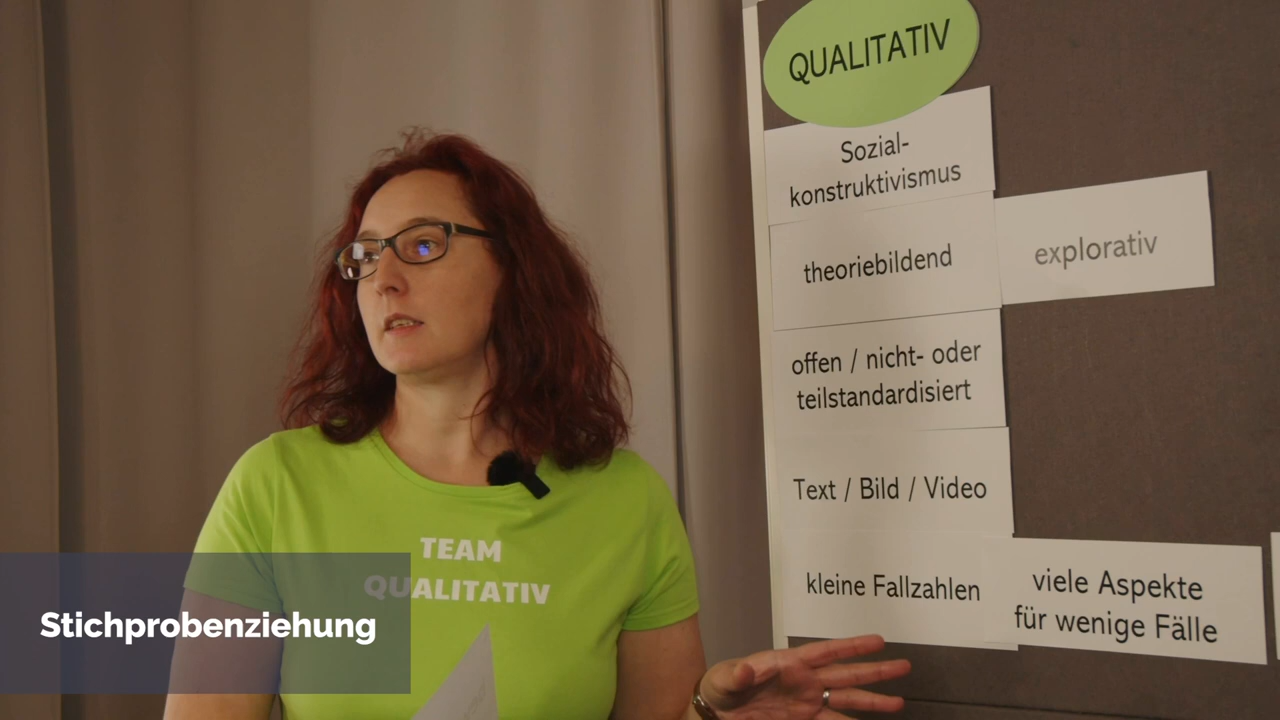 QUALITATIV
Sozial-
konstruktivismus
theoriebildend
explorativ
offen / nicht- oder
teilstandardisiert
Text / Bild / Video
kleine Fallzahlen
viele Aspekte
für wenige Fälle
TEAM
QUALITATIV
Stichprobenziehung